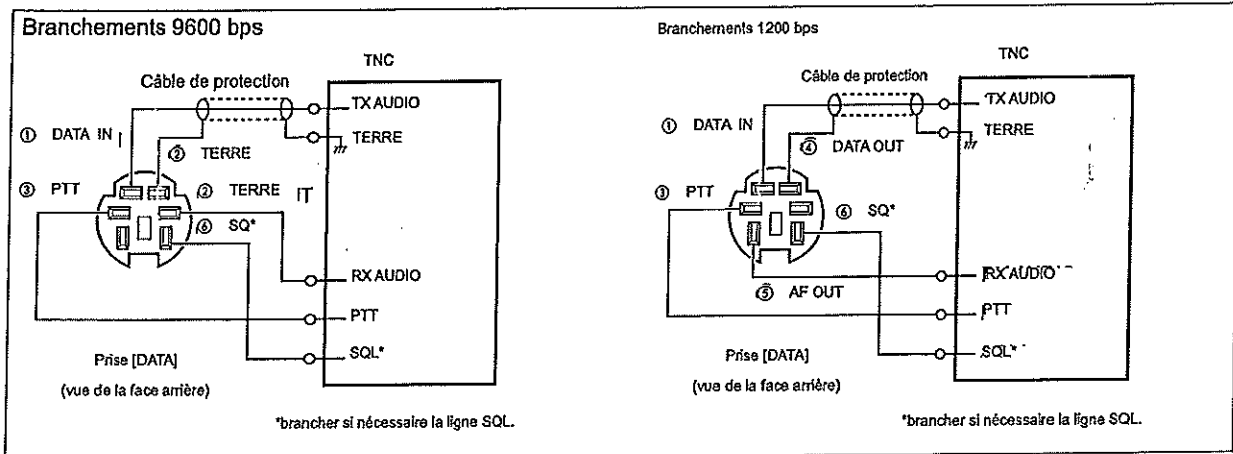 Branchements 9600 bps
TNC
Câble de protection
TX AUDIO
① DATA IN
TERRE
② TERRE
③ PTT
② TERRE
⑥ SQ*
RX AUDIO
PTT
SQL*
Prise [DATA]
(vue de la face arrière)
*brancher si nécessaire la ligne SQL.
Branchements 1200 bps
TNC
Câble de protection
TX AUDIO
① DATA IN
TERRE
④ DATA OUT
③ PTT
⑥ SQ*
RX AUDIO
⑤ AF OUT
PTT
SQL*
Prise [DATA]
(vue de la face arrière)
*brancher si nécessaire la ligne SQL.